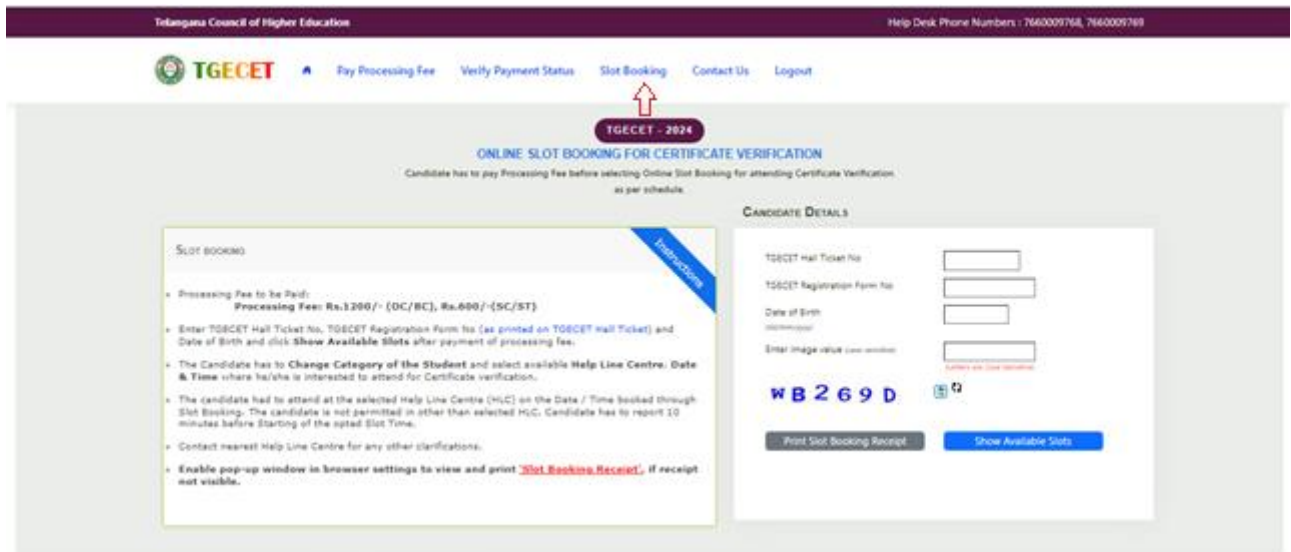 Telangana Council of Higher Education
Help Desk Phone Numbers : 7660009768, 7660009769
TGECET Pay Processing Fee Verify Payment Status Slot Booking Contact Us Logout
TGECET - 2024
ONLINE SLOT BOOKING FOR CERTIFICATE VERIFICATION
Candidate has to pay Processing Fee before selecting Online Slot Booking for attending Certificate Verification
as per schedule.
SLOT BOOKING
Instructions
Processing Fee to be Paid:
Processing Fee: Rs.1200/- (OC/BC), Rs.600/-(SC/ST)
Enter TGECET Hall Ticket No, TGECET Registration Form No (as printed on TGECET Hall Ticket) and
Date of Birth and click Show Available Slots after payment of processing fee.
The Candidate has to Change Category of the Student and select available Help Line Centre. Date
& Time where he/she is interested to attend for Certificate verification.
The candidate had to attend at the selected Help Line Centre (HLC) on the Date / Time booked through
Slot Booking. The candidate is not permitted in other than selected HLC. Candidate has to report 10
minutes before Starting of the opted Slot Time.
Contact nearest Help Line Centre for any other clarifications.
Enable pop-up window in browser settings to view and print 'Slot Booking Receipt', if receipt
not visible.
CANDIDATE DETAILS
TGECET Hall Ticket No
TGECET Registration Form No
Date of Birth
Enter image value (case sensitive)
WB269D
Print Slot Booking Receipt
Show Available Slots